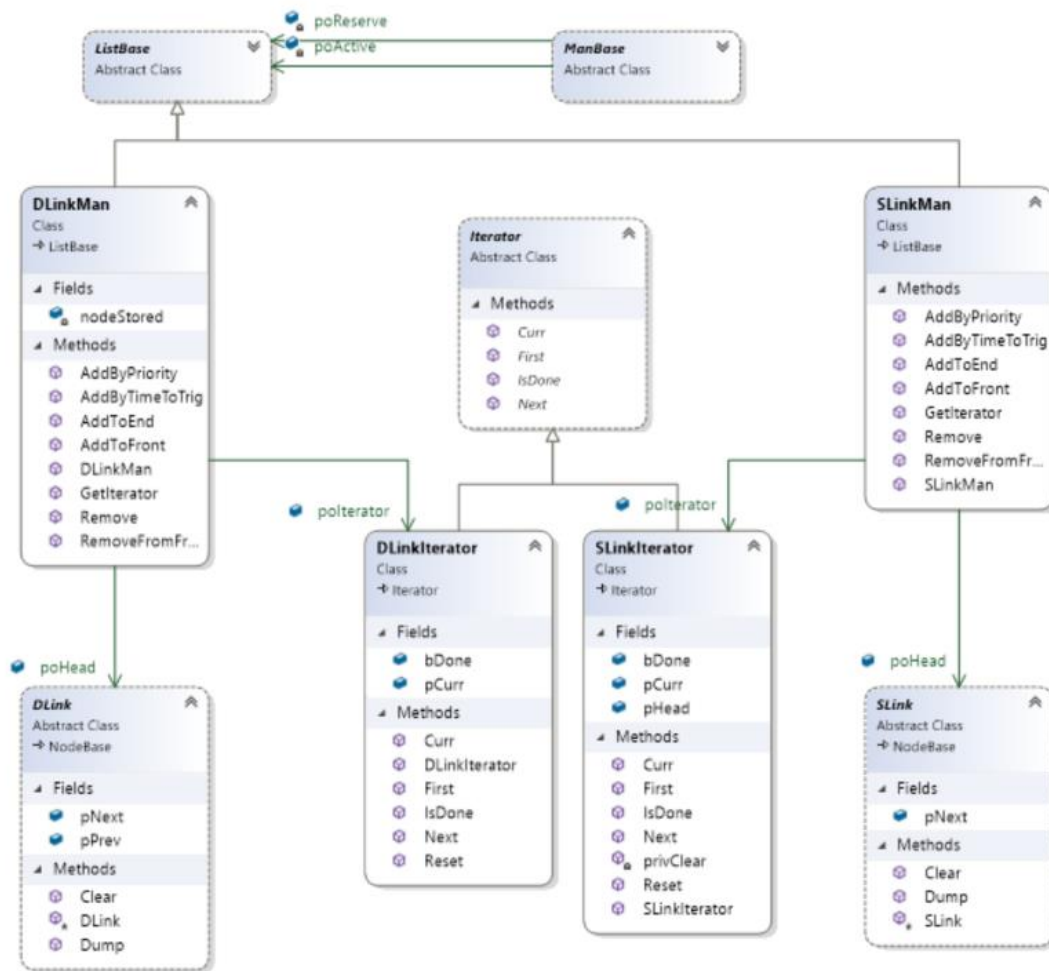 poReserve
poActive
ListBase
Abstract Class
ManBase
Abstract Class
DLinkMan
Class
ListBase
Fields
nodeStored
Methods
AddByPriority
AddByTimeToTrig
AddToEnd
AddToFront
DLinkMan
GetIterator
Remove
RemoveFromFr...
Iterator
Abstract Class
Methods
Curr
First
IsDone
Next
SLinkMan
Class
ListBase
Methods
AddByPriority
AddByTimeToTrig
AddToEnd
AddToFront
GetIterator
Remove
RemoveFromFr...
SLinkMan
poIterator
poIterator
DLinkIterator
Class
Iterator
Fields
bDone
pCurr
Methods
Curr
DLinkIterator
First
IsDone
Next
Reset
SLinkIterator
Class
Iterator
Fields
bDone
pCurr
pHead
Methods
Curr
First
IsDone
Next
privClear
Reset
SLinkIterator
poHead
DLink
Abstract Class
NodeBase
Fields
pNext
pPrev
Methods
Clear
DLink
Dump
poHead
SLink
Abstract Class
NodeBase
Fields
pNext
Methods
Clear
Dump
SLink